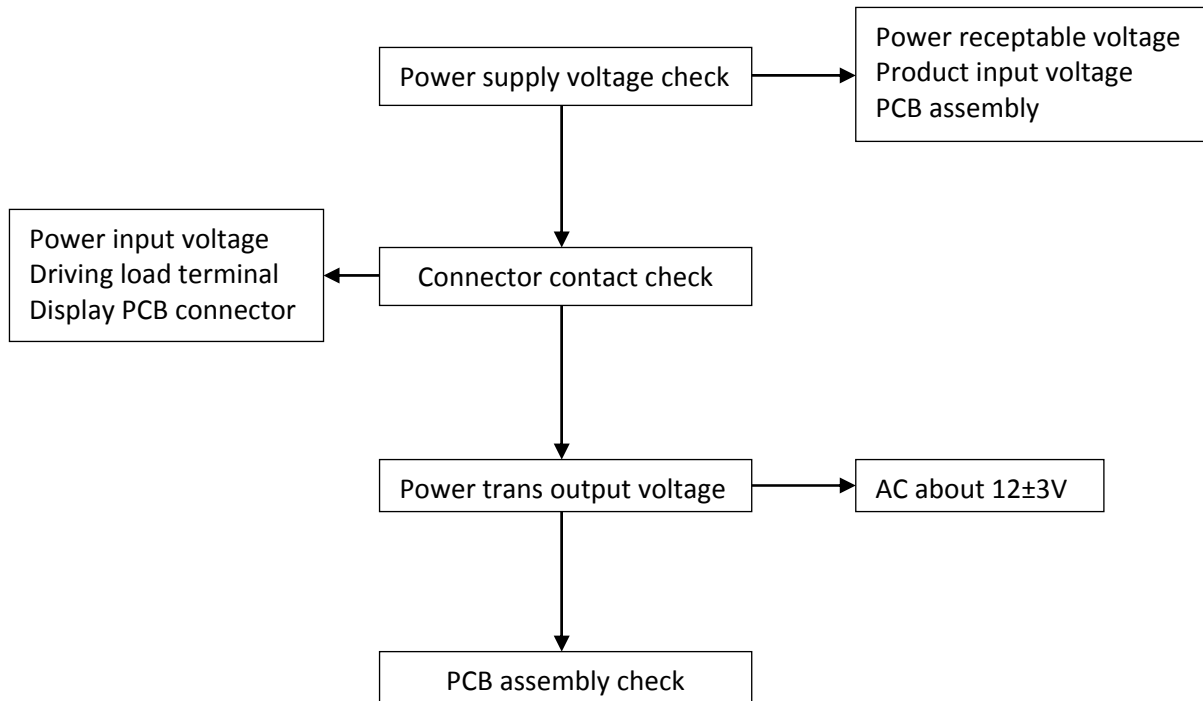 Power supply voltage check
Power receptable voltage
Product input voltage
PCB assembly
Power input voltage
Driving load terminal
Display PCB connector
Connector contact check
Power trans output voltage
AC about 12±3V
PCB assembly check